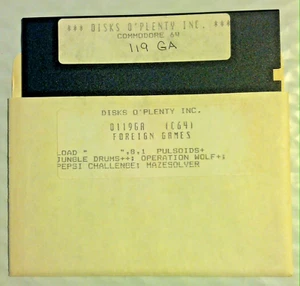 *** DISKS O'PLENTY INC. ***
COMMODORE 64
119 GA
DISKS O'PLENTY INC.
D119GA (C64)
FOREIGN GAMES
LOAD " ",8,1 PULSOIDS+
JUNGLE DRUMS++; OPERATION WOLF+;
PEPSI CHALLENGE: MAZESOLVER